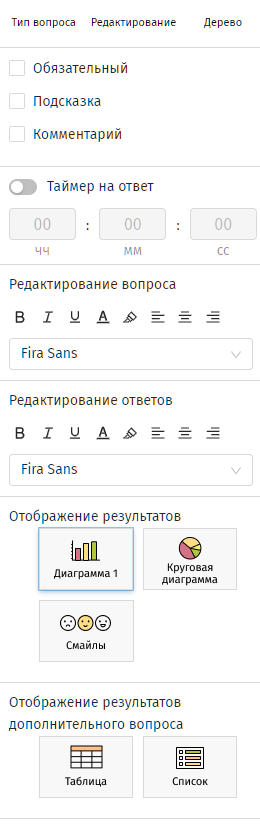 Тип вопроса Редактирование Дерево
Обязательный
Подсказка
Комментарий
Таймер на ответ
00 : 00 : 00
чч мм сс
Редактирование вопроса
B I U A
Fira Sans
Редактирование ответов
B I U A
Fira Sans
Отображение результатов
Диаграмма 1
Круговая
диаграмма
Смайлы
Отображение результатов
дополнительного вопроса
Таблица Список